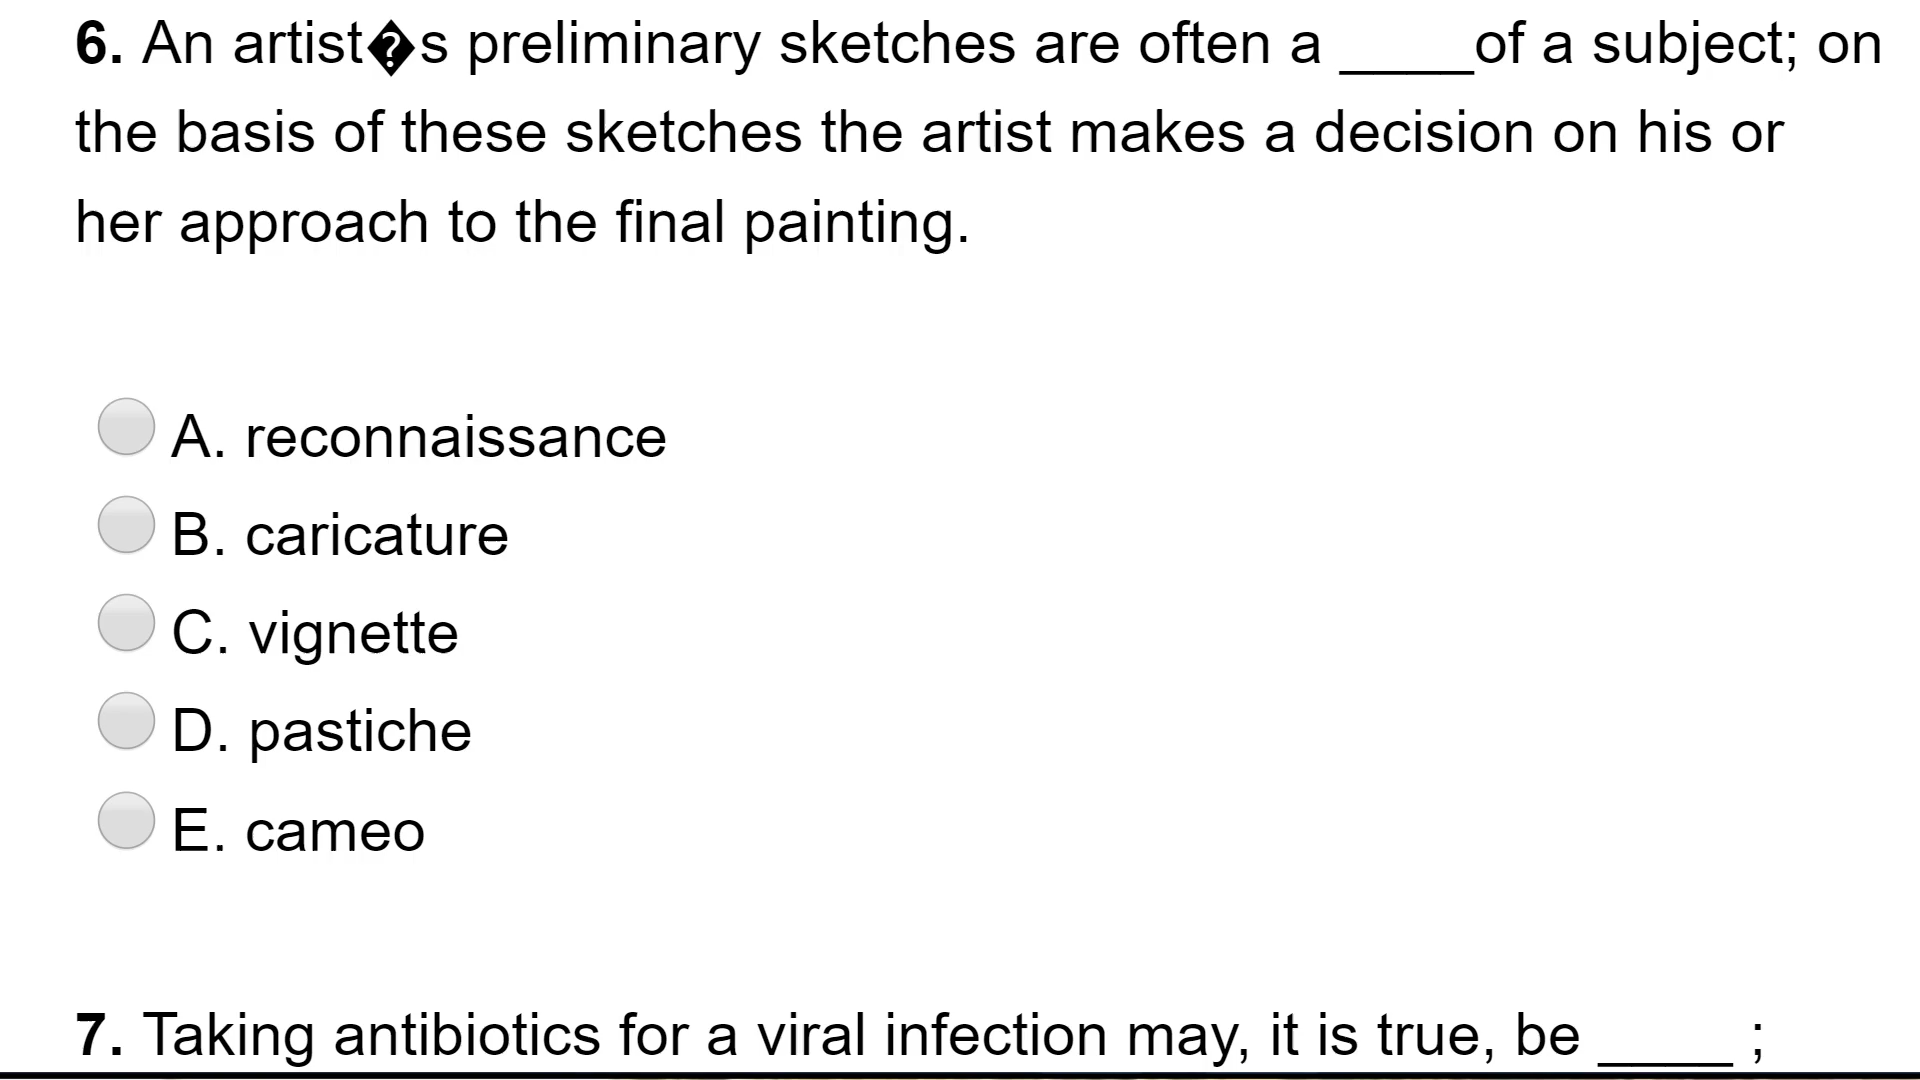 6. An artist�s preliminary sketches are often a ____of a subject; on
the basis of these sketches the artist makes a decision on his or
her approach to the final painting.
A. reconnaissance
B. caricature
C. vignette
D. pastiche
E. cameo
7. Taking antibiotics for a viral infection may, it is true, be ____ ;